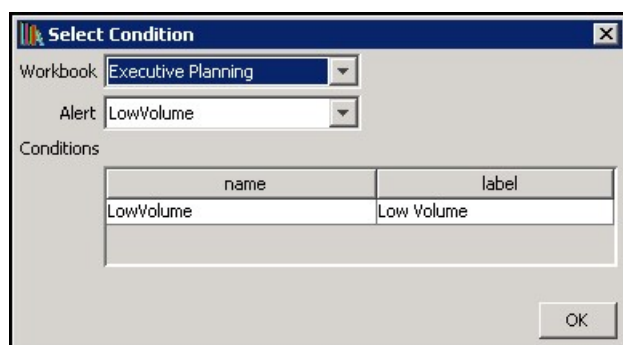 Select Condition
Workbook Executive Planning
Alert LowVolume
Conditions
name label
LowVolume Low Volume
OK